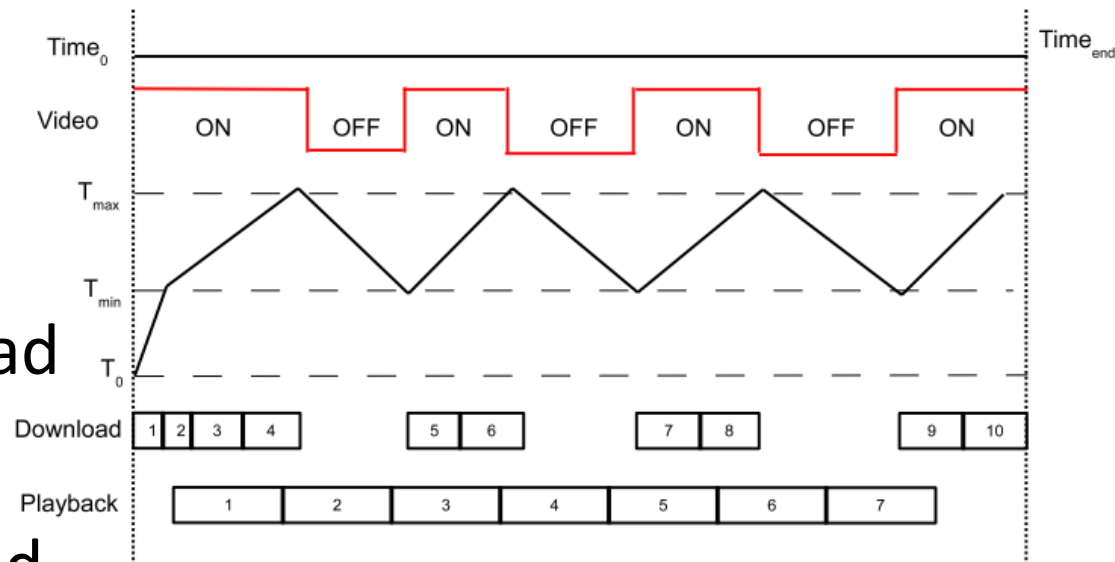 Time0 Timeend
Video ON OFF ON OFF ON OFF ON
Tmax
Tmin
ad
T0
Download 1 2 3 4 5 6 7 8 9 10
Playback 1 2 3 4 5 6 7
d